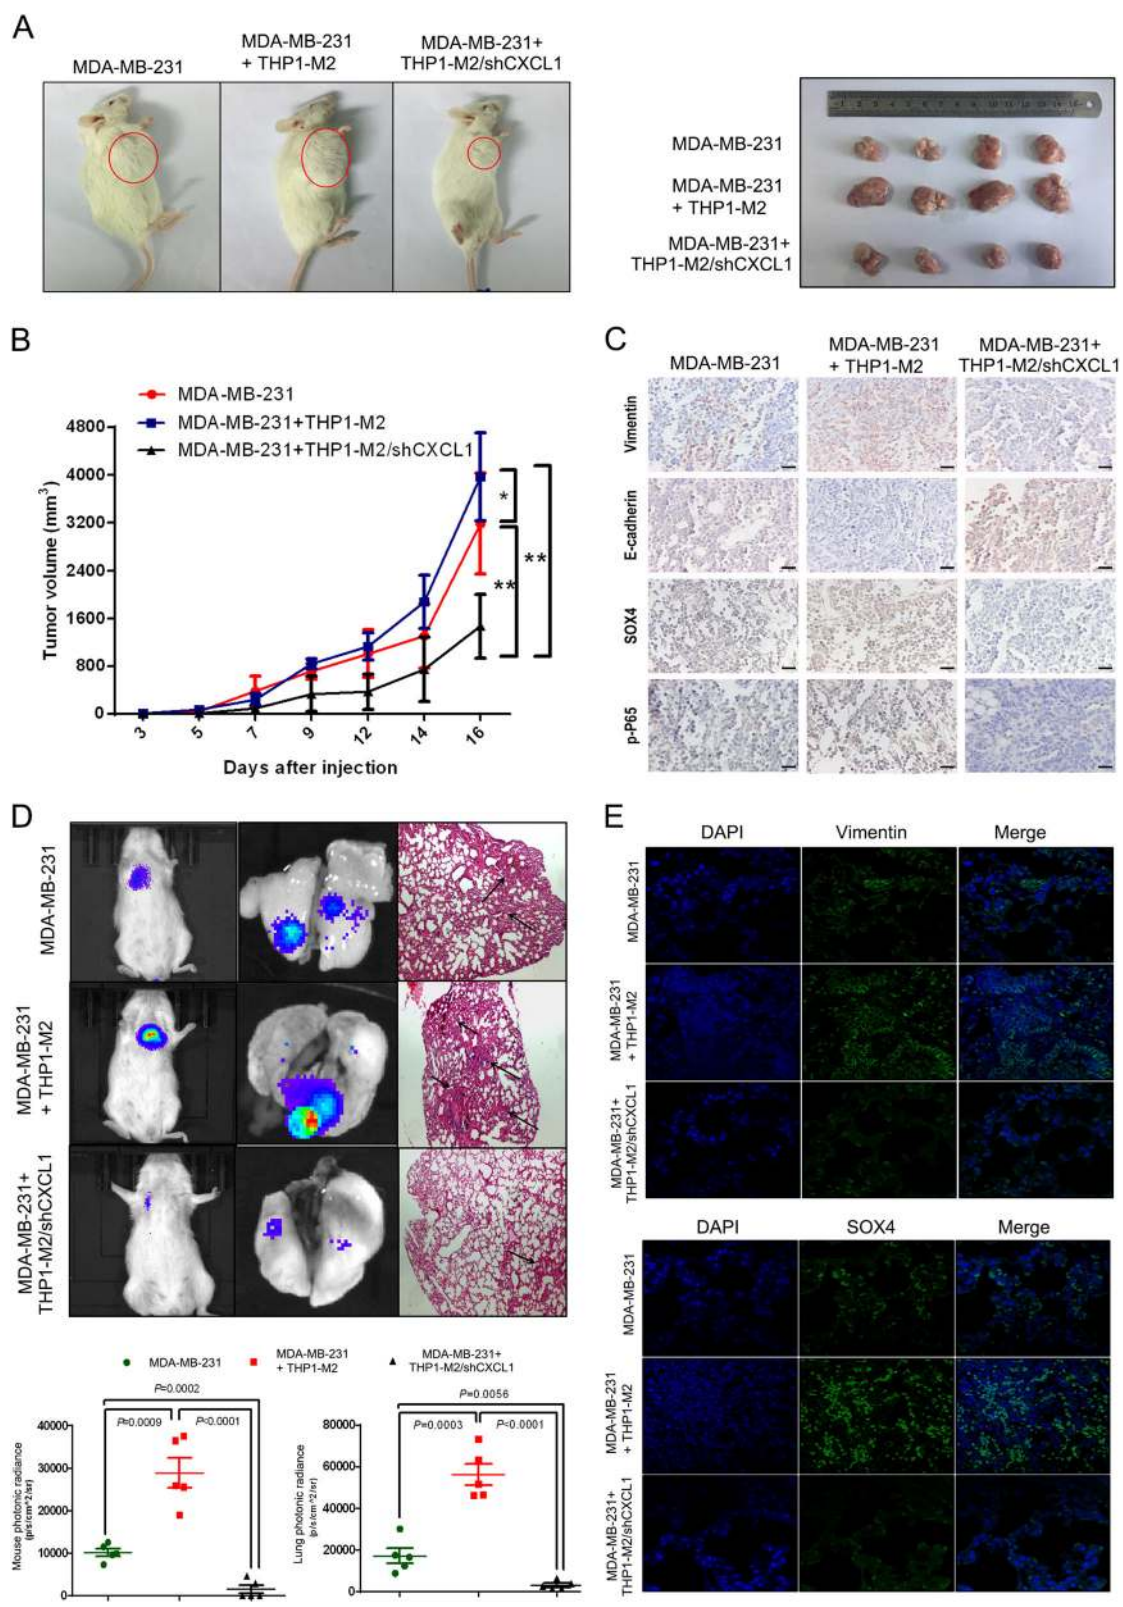 A
MDA-MB-231
MDA-MB-231
+ THP1-M2
MDA-MB-231+
THP1-M2/shCXCL1
MDA-MB-231
MDA-MB-231
+ THP1-M2
MDA-MB-231+
THP1-M2/shCXCL1
B
MDA-MB-231
MDA-MB-231+THP1-M2
MDA-MB-231+THP1-M2/shCXCL1
Tumor volume (mm³)
4800
4000
3200
2400
1600
800
0
*
**
**
3 5 7 9 12 14 16
Days after injection
C
MDA-MB-231
MDA-MB-231
+ THP1-M2
MDA-MB-231+
THP1-M2/shCXCL1
Vimentin
E-cadherin
SOX4
p-P65
D
MDA-MB-231
MDA-MB-231
+ THP1-M2
MDA-MB-231+
THP1-M2/shCXCL1
MDA-MB-231
MDA-MB-231
+ THP1-M2
MDA-MB-231+
THP1-M2/shCXCL1
P=0.0002
P=0.0009
P<0.0001
Mouse photonic radiance
(p/s/cm^2/sr)
40000
30000
20000
10000
0
P=0.0056
P=0.0003
P<0.0001
Lung photonic radiance
(p/s/cm^2/sr)
80000
60000
40000
20000
0
E
DAPI Vimentin Merge
MDA-MB-231
MDA-MB-231
+ THP1-M2
MDA-MB-231+
THP1-M2/shCXCL1
DAPI SOX4 Merge
MDA-MB-231
MDA-MB-231
+ THP1-M2
MDA-MB-231+
THP1-M2/shCXCL1